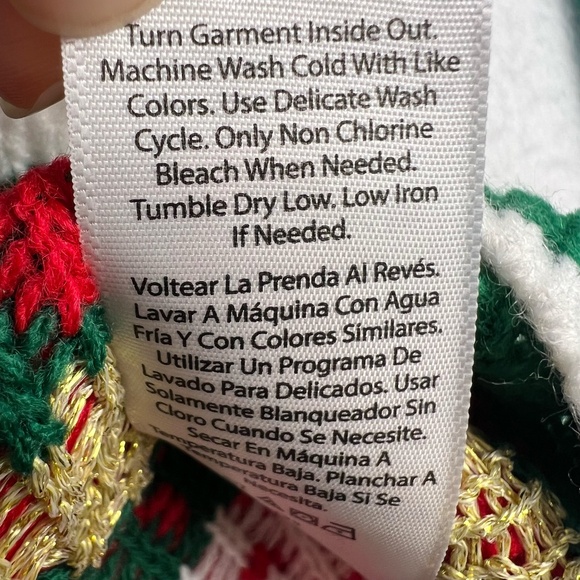 Turn Garment Inside Out.
Machine Wash Cold With Like
Colors. Use Delicate Wash
Cycle. Only Non Chlorine
Bleach When Needed.
Tumble Dry Low. Low Iron
If Needed.
Voltear La Prenda Al Revés.
Lavar A Máquina Con Agua
Fría Y Con Colores Similares.
Utilizar Un Programa De
Lavado Para Delicados. Usar
Solamente Blanqueador Sin
Cloro Cuando Se Necesite.
Secar En Máquina A
Temperatura Baja. Planchar A
Temperatura Baja Si Se
Necesita.